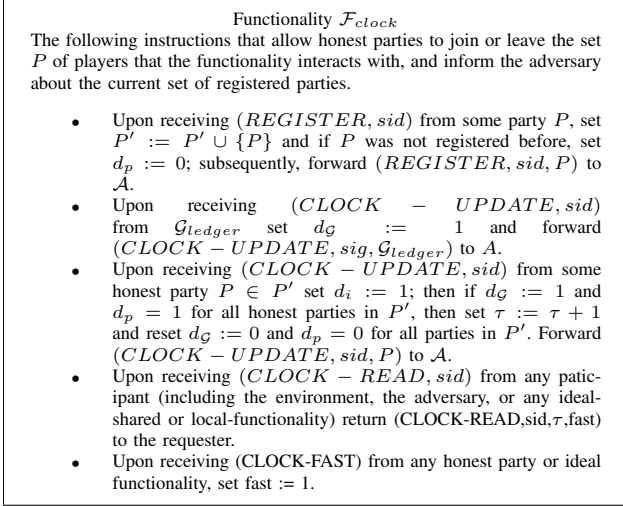 Functionality $\mathcal{F}_{clock}$
The following instructions that allow honest parties to join or leave the set
$P$ of players that the functionality interacts with, and inform the adversary
about the current set of registered parties.
• Upon receiving $(REGISTER, sid)$ from some party $P$, set
$P' := P' \cup \{P\}$ and if $P$ was not registered before, set
$d_p := 0$; subsequently, forward $(REGISTER, sid, P)$ to
$\mathcal{A}$.
• Upon receiving $(CLOCK - UPDATE, sid)$
from $\mathcal{G}_{ledger}$ set $d_{\mathcal{G}} := 1$ and forward
$(CLOCK - UPDATE, sig, \mathcal{G}_{ledger})$ to $A$.
• Upon receiving $(CLOCK - UPDATE, sid)$ from some
honest party $P \in P'$ set $d_i := 1$; then if $d_{\mathcal{G}} := 1$ and
$d_p = 1$ for all honest parties in $P'$, then set $\tau := \tau + 1$
and reset $d_{\mathcal{G}} := 0$ and $d_p = 0$ for all parties in $P'$. Forward
$(CLOCK - UPDATE, sid, P)$ to $\mathcal{A}$.
• Upon receiving $(CLOCK - READ, sid)$ from any patic-
ipant (including the environment, the adversary, or any ideal-
shared or local-functionality) return (CLOCK-READ,sid,$\tau$,fast)
to the requester.
• Upon receiving (CLOCK-FAST) from any honest party or ideal
functionality, set fast := 1.